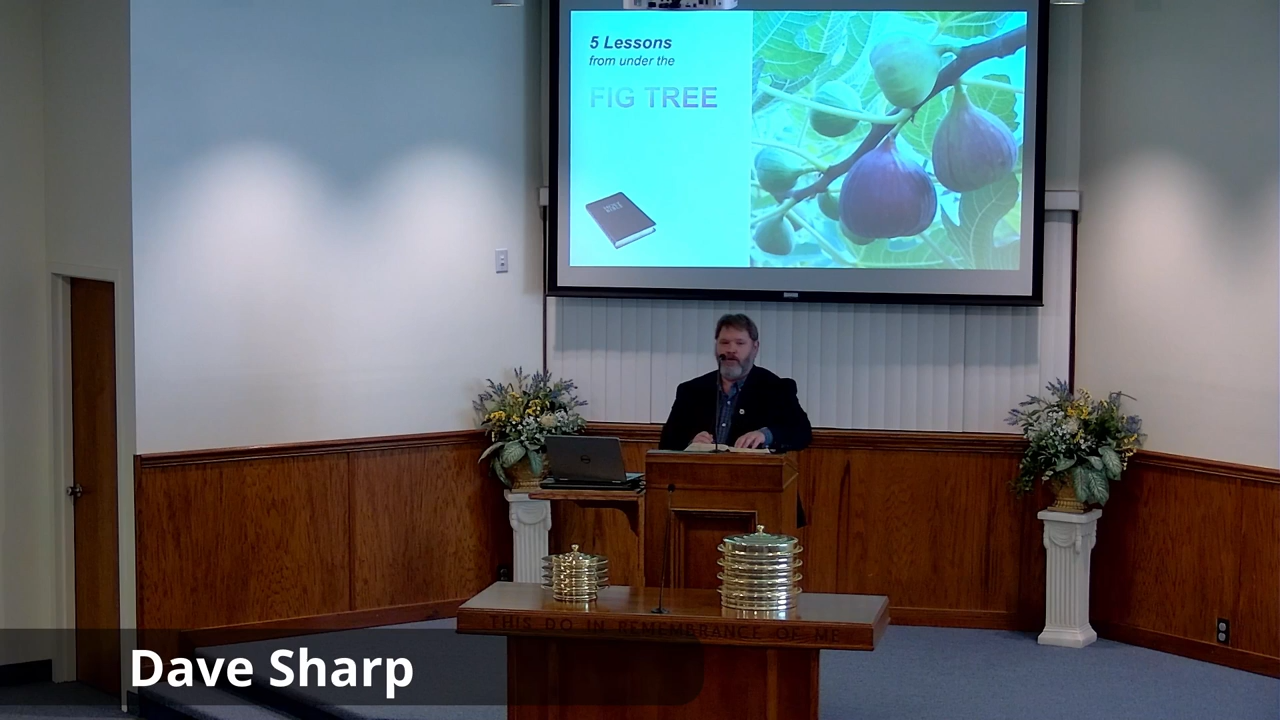 5 Lessons
from under the
FIG TREE
THIS DO IN REMEMBRANCE OF ME
Dave Sharp